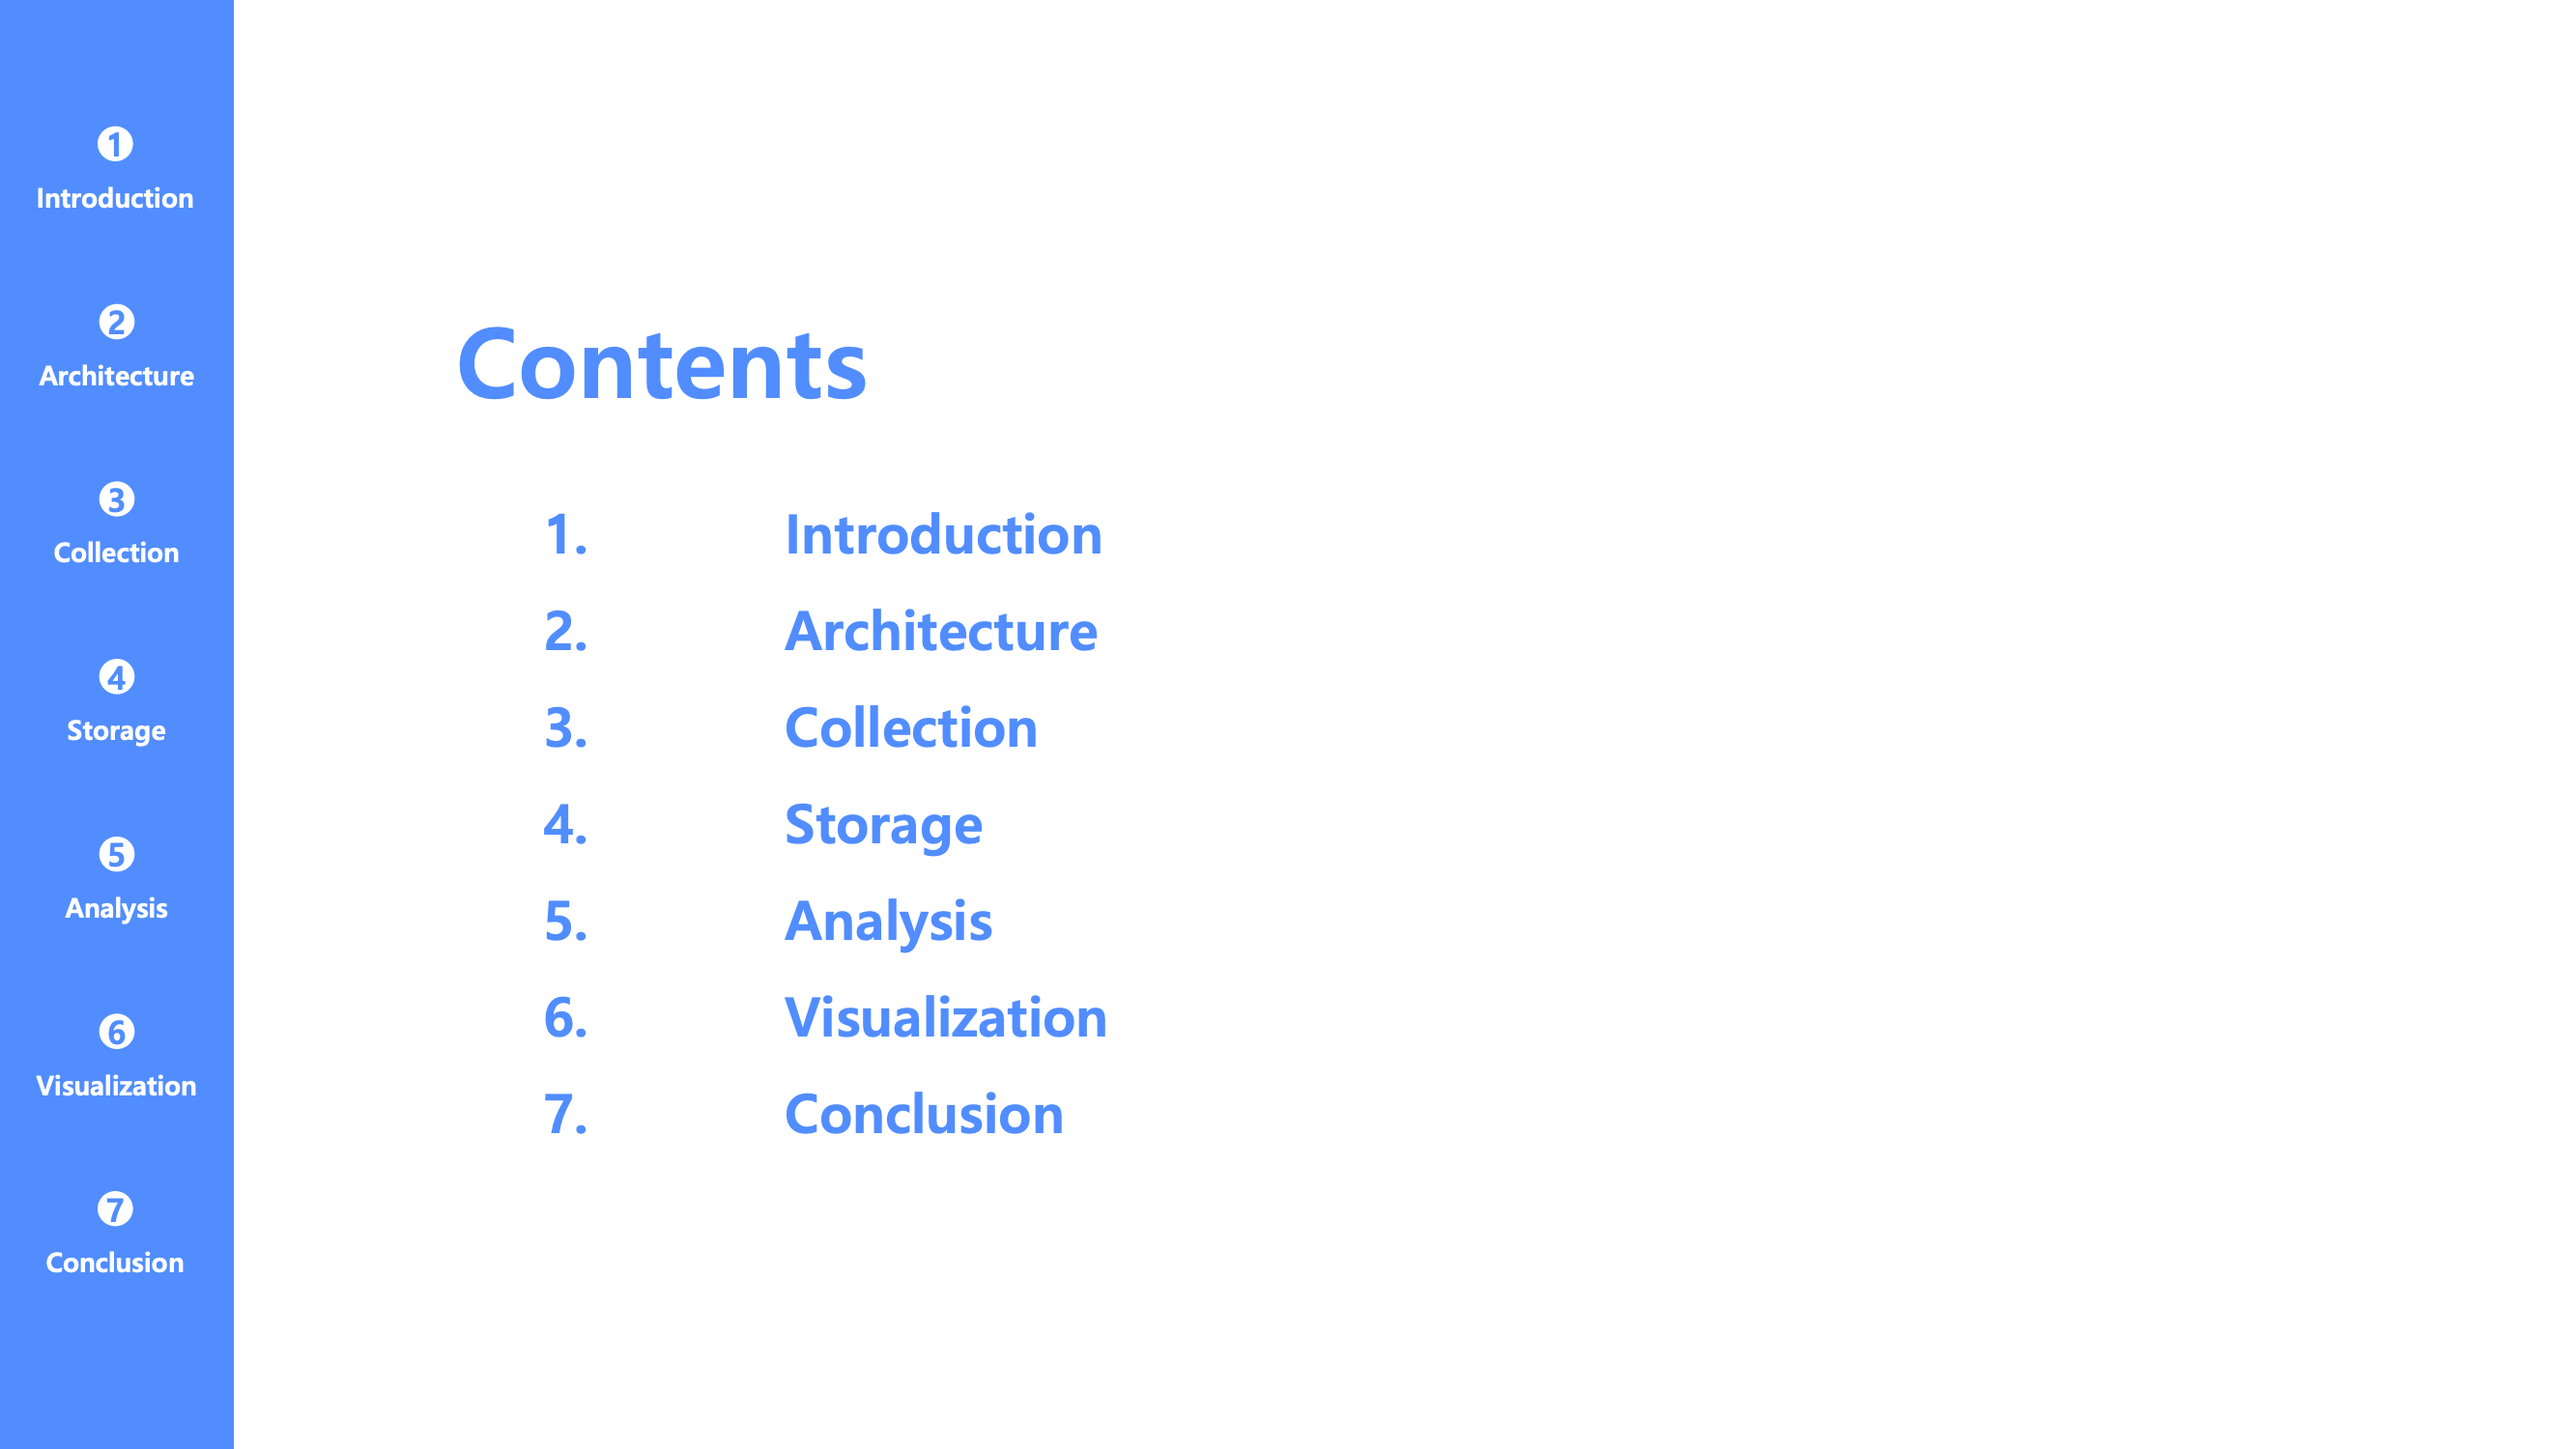 ❶
Introduction
❷
Architecture
❸
Collection
❹
Storage
❺
Analysis
❻
Visualization
❼
Conclusion
Contents
1. Introduction
2. Architecture
3. Collection
4. Storage
5. Analysis
6. Visualization
7. Conclusion